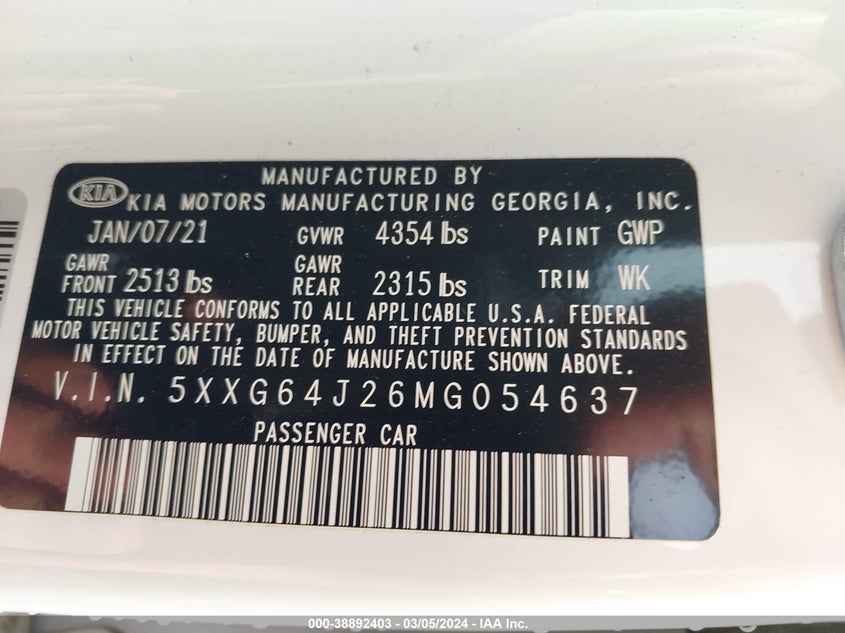 MANUFACTURED BY
KIA KIA MOTORS MANUFACTURING GEORGIA, INC.
JAN/07/21 GVWR 4354 lbs PAINT GWP
GAWR FRONT 2513 lbs GAWR REAR 2315 lbs TRIM WK
THIS VEHICLE CONFORMS TO ALL APPLICABLE U.S.A. FEDERAL
MOTOR VEHICLE SAFETY, BUMPER, AND THEFT PREVENTION STANDARDS
IN EFFECT ON THE DATE OF MANUFACTURE SHOWN ABOVE.
V.I.N. 5XXG64J26MG054637
PASSENGER CAR
000-38892403 - 03/05/2024 - IAA Inc.